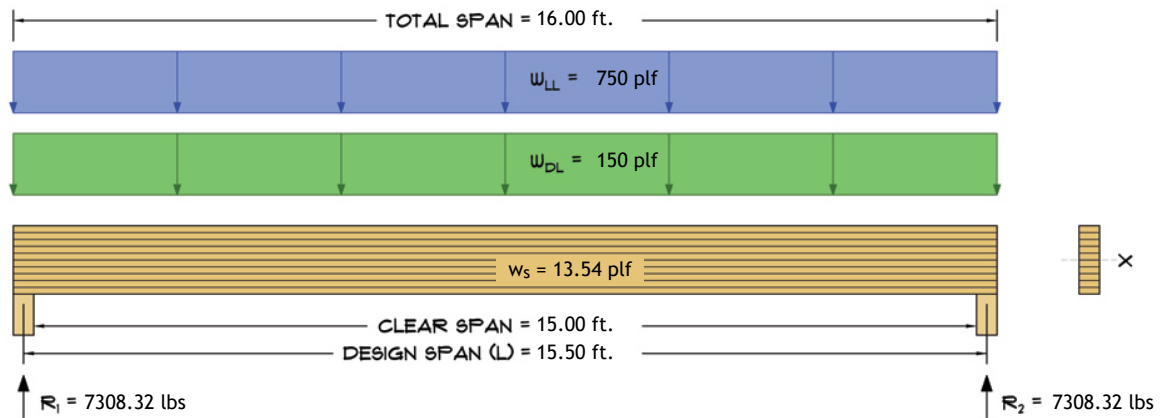 TOTAL SPAN = 16.00 ft.
WLL = 750 plf
WDL = 150 plf
ws = 13.54 plf
X
CLEAR SPAN = 15.00 ft.
DESIGN SPAN (L) = 15.50 ft.
R1 = 7308.32 lbs
R2 = 7308.32 lbs